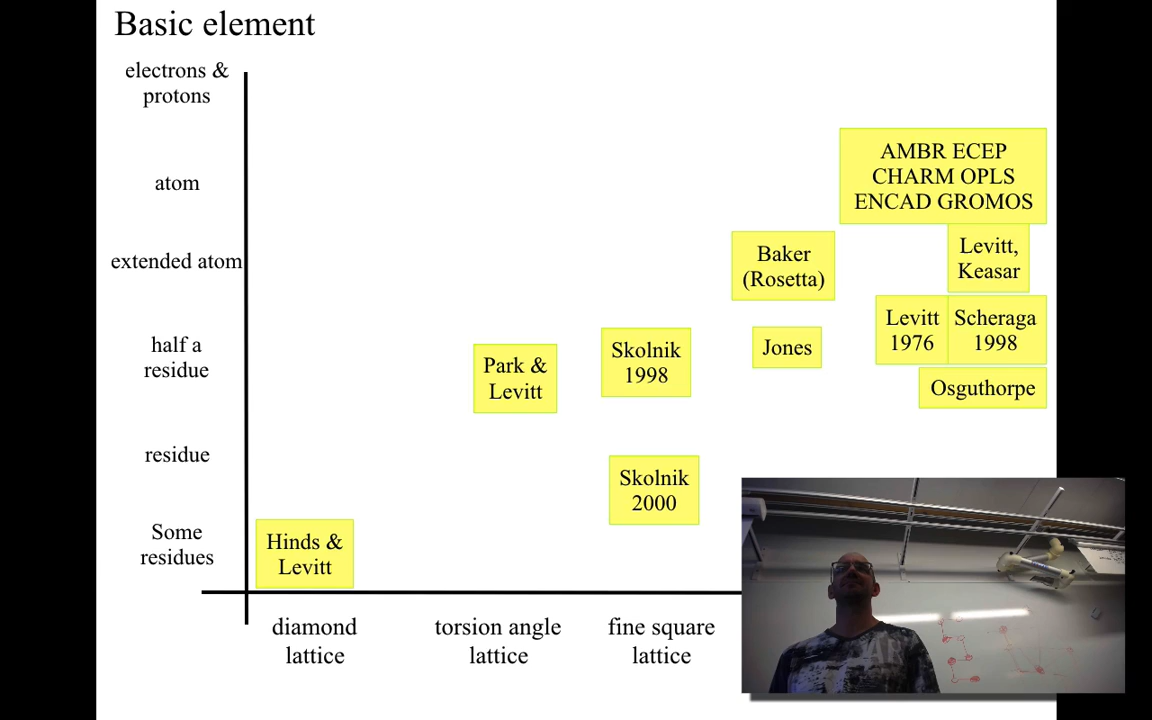 Basic element
electrons &
protons
atom
extended atom
half a
residue
residue
Some
residues
AMBR ECEP
CHARM OPLS
ENCAD GROMOS
Baker
(Rosetta)
Levitt,
Keasar
Levitt
1976
Scheraga
1998
Jones
Osguthorpe
Park &
Levitt
Skolnik
1998
Skolnik
2000
Hinds &
Levitt
diamond
lattice
torsion angle
lattice
fine square
lattice